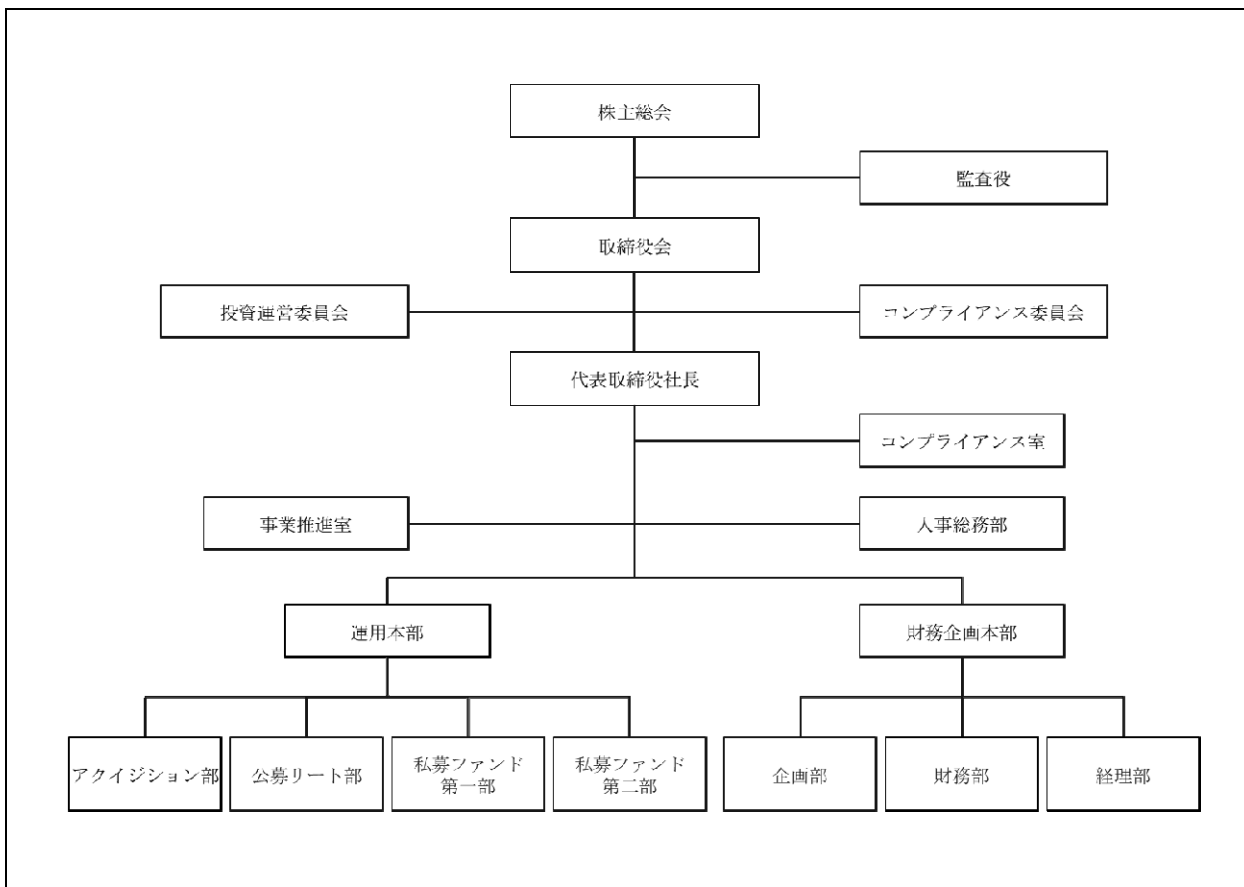 株主総会
監査役
取締役会
投資運営委員会
コンプライアンス委員会
代表取締役社長
コンプライアンス室
事業推進室
人事総務部
運用本部
財務企画本部
アクイジション部
公募リート部
私募ファンド
第一部
私募ファンド
第二部
企画部
財務部
経理部